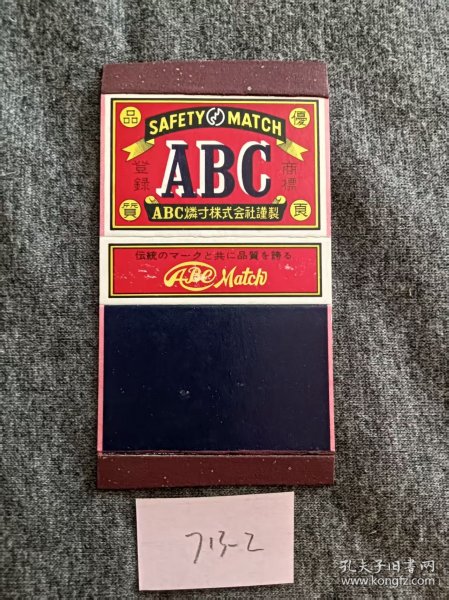 品 優
SAFETY MATCH
ABC
登録 商標
質 良
ABC燐寸株式会社謹製
伝統のマークと共に品質を誇る
ABC Match
713-2
孔夫子旧书网
www.kongfz.com